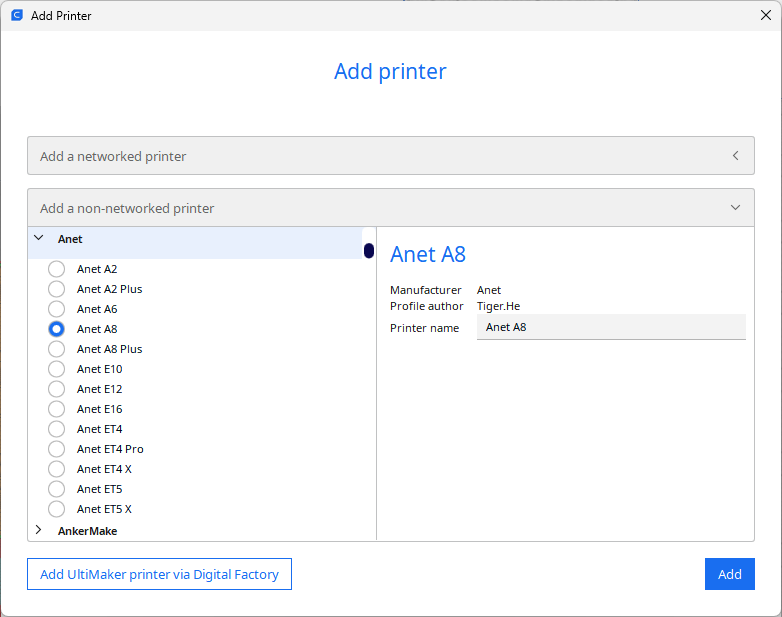 Add Printer
Add printer
Add a networked printer
Add a non-networked printer
Anet
Anet A2
Anet A2 Plus
Anet A6
Anet A8
Anet A8 Plus
Anet E10
Anet E12
Anet E16
Anet ET4
Anet ET4 Pro
Anet ET4 X
Anet ET5
Anet ET5 X
AnkerMake
Anet A8
Manufacturer Anet
Profile author Tiger.He
Printer name Anet A8
Add UltiMaker printer via Digital Factory
Add